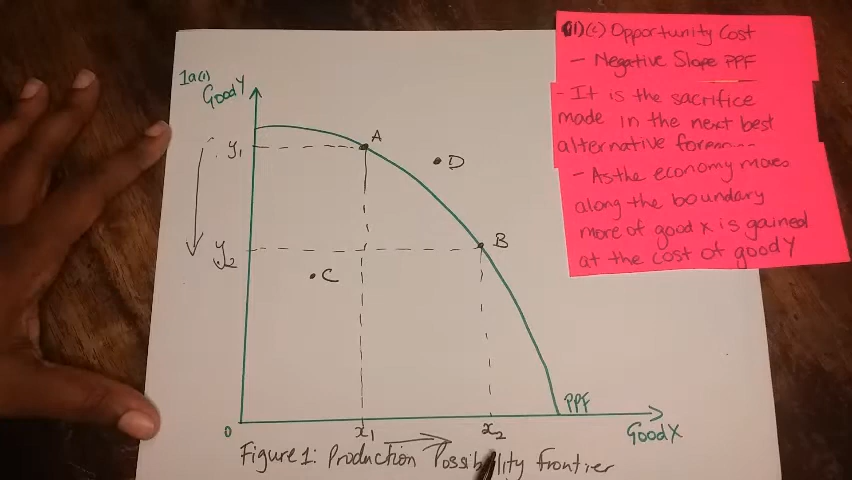 1a(i)
Good Y
A
y1
D
B
y2
C
PPF
0
x1
x2
Good X
Figure 1: Production Possibility Frontier
(1)(c) Opportunity Cost
- Negative Slope PPF
- It is the sacrifice
made in the next best
alternative
- As the economy moves
along the boundary
more of good x is gained
at the cost of good Y